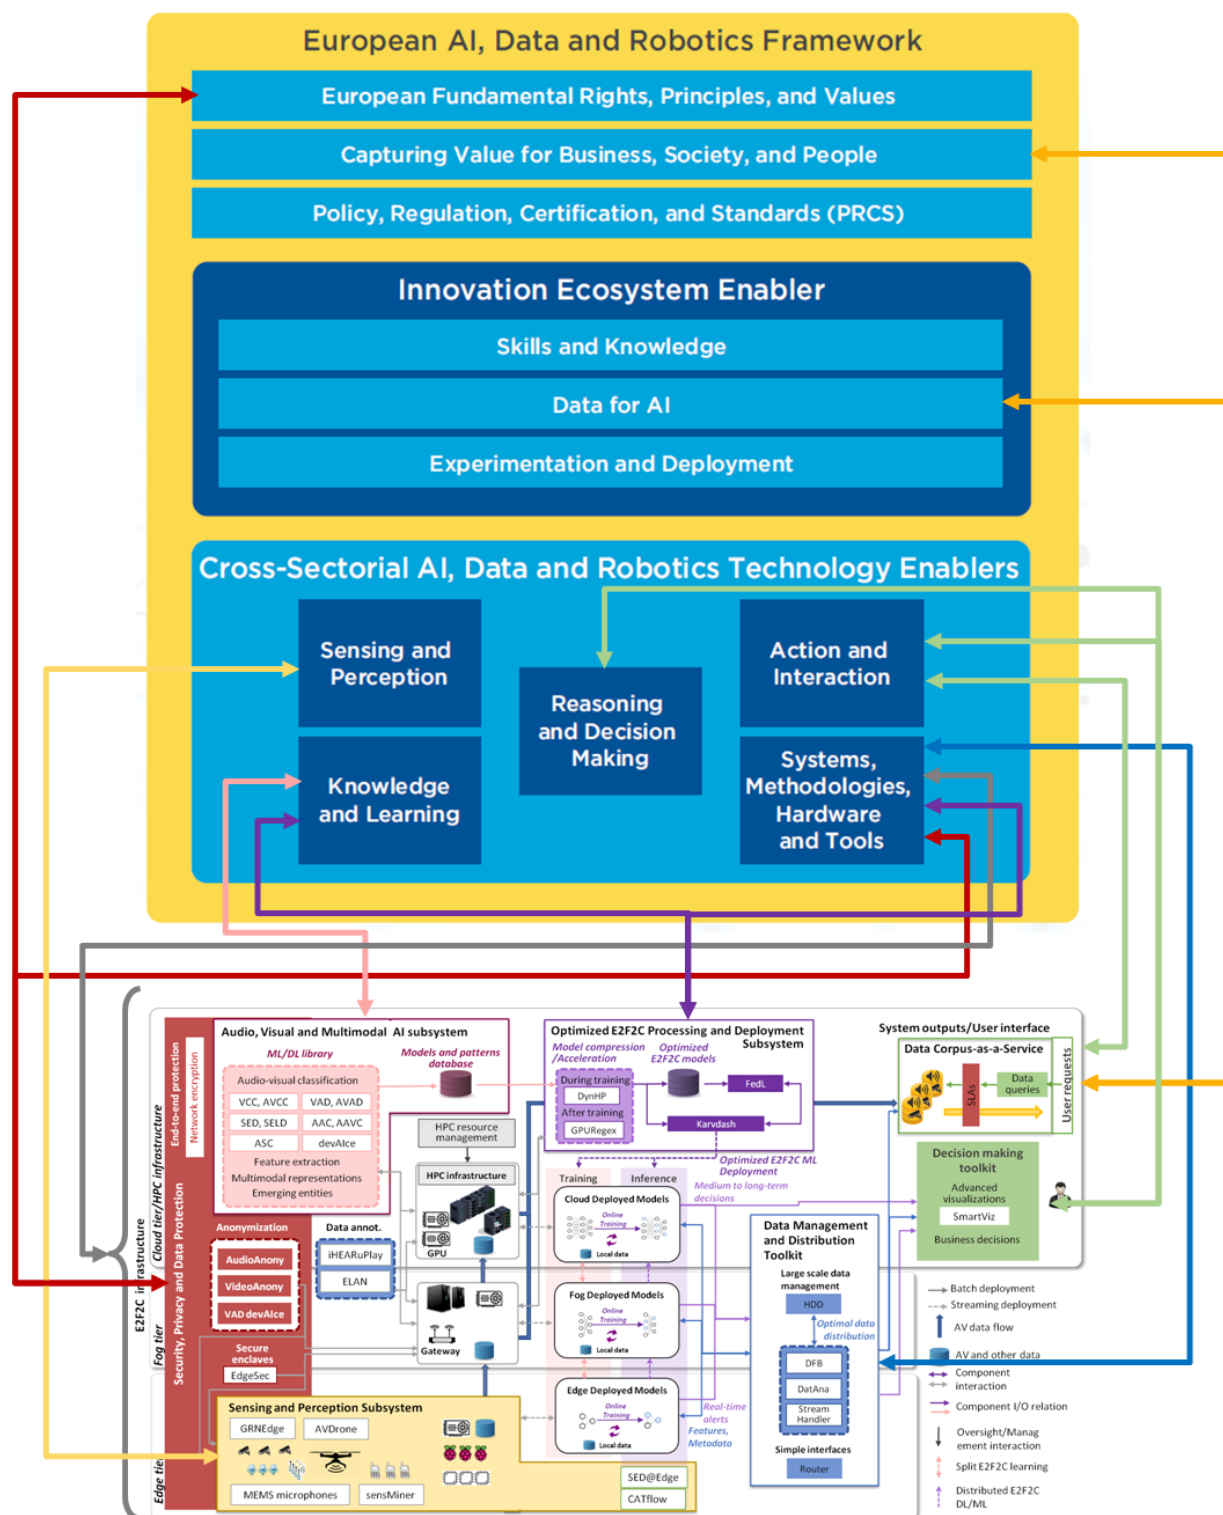 European AI, Data and Robotics Framework
European Fundamental Rights, Principles, and Values
Capturing Value for Business, Society, and People
Policy, Regulation, Certification, and Standards (PRCS)
Innovation Ecosystem Enabler
Skills and Knowledge
Data for AI
Experimentation and Deployment
Cross-Sectorial AI, Data and Robotics Technology Enablers
Sensing and
Perception
Action and
Interaction
Reasoning
and Decision
Making
Knowledge
and Learning
Systems,
Methodologies,
Hardware
and Tools
E2F2C infrastructure
Cloud tier/HPC infrastructure
Fog tier
Edge tier
Security, Privacy and Data Protection
End-to-end protection
Network encryption
Audio, Visual and Multimodal AI subsystem
ML/DL library
Models and patterns
database
Audio-visual classification
VCC, AVCC
VAD, AVAD
SED, SELD
AAC, AAVC
ASC
devAIce
Feature extraction
Multimodal representations
Emerging entities
Anonymization
AudioAnony
VideoAnony
VAD devAIce
Secure
enclaves
EdgeSec
Data annot.
iHEARuPlay
ELAN
HPC resource
management
HPC infrastructure
GPU
Gateway
Optimized E2F2C Processing and Deployment
Subsystem
Model compression
/Acceleration
Optimized
E2F2C models
During training
DynHP
After training
GPURegex
FedL
Karvdash
Optimized E2F2C ML
Deployment
Training
Inference
Medium to long-term
decisions
Cloud Deployed Models
Online
Training
Local data
Fog Deployed Models
Online
Training
Local data
Edge Deployed Models
Online
Training
Local data
Real-time
alerts
Features,
Metadata
System outputs/User interface
Data Corpus-as-a-Service
SLAs
Data
queries
User requests
Decision making
toolkit
Advanced
visualizations
SmartViz
Business decisions
Data Management
and Distribution
Toolkit
Large scale data
management
HDD
Optimal data
distribution
DFB
DatAna
Stream
Handler
Simple interfaces
Router
Sensing and Perception Subsystem
GRNEdge
AVDrone
MEMS microphones
sensMiner
SED@Edge
CATflow
Batch deployment
Streaming deployment
AV data flow
AV and other data
Component
interaction
Component I/O relation
Oversight/Manag
ement interaction
Split E2F2C learning
Distributed E2F2C
DL/ML